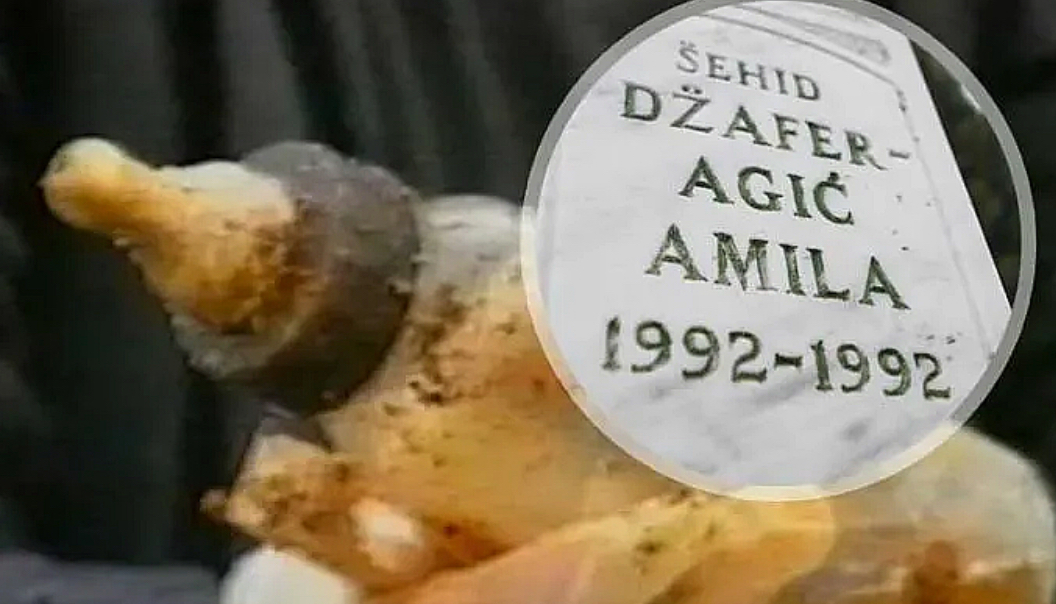 ŠEHID
DŽAFER-
AGIĆ
AMILA
1992-1992